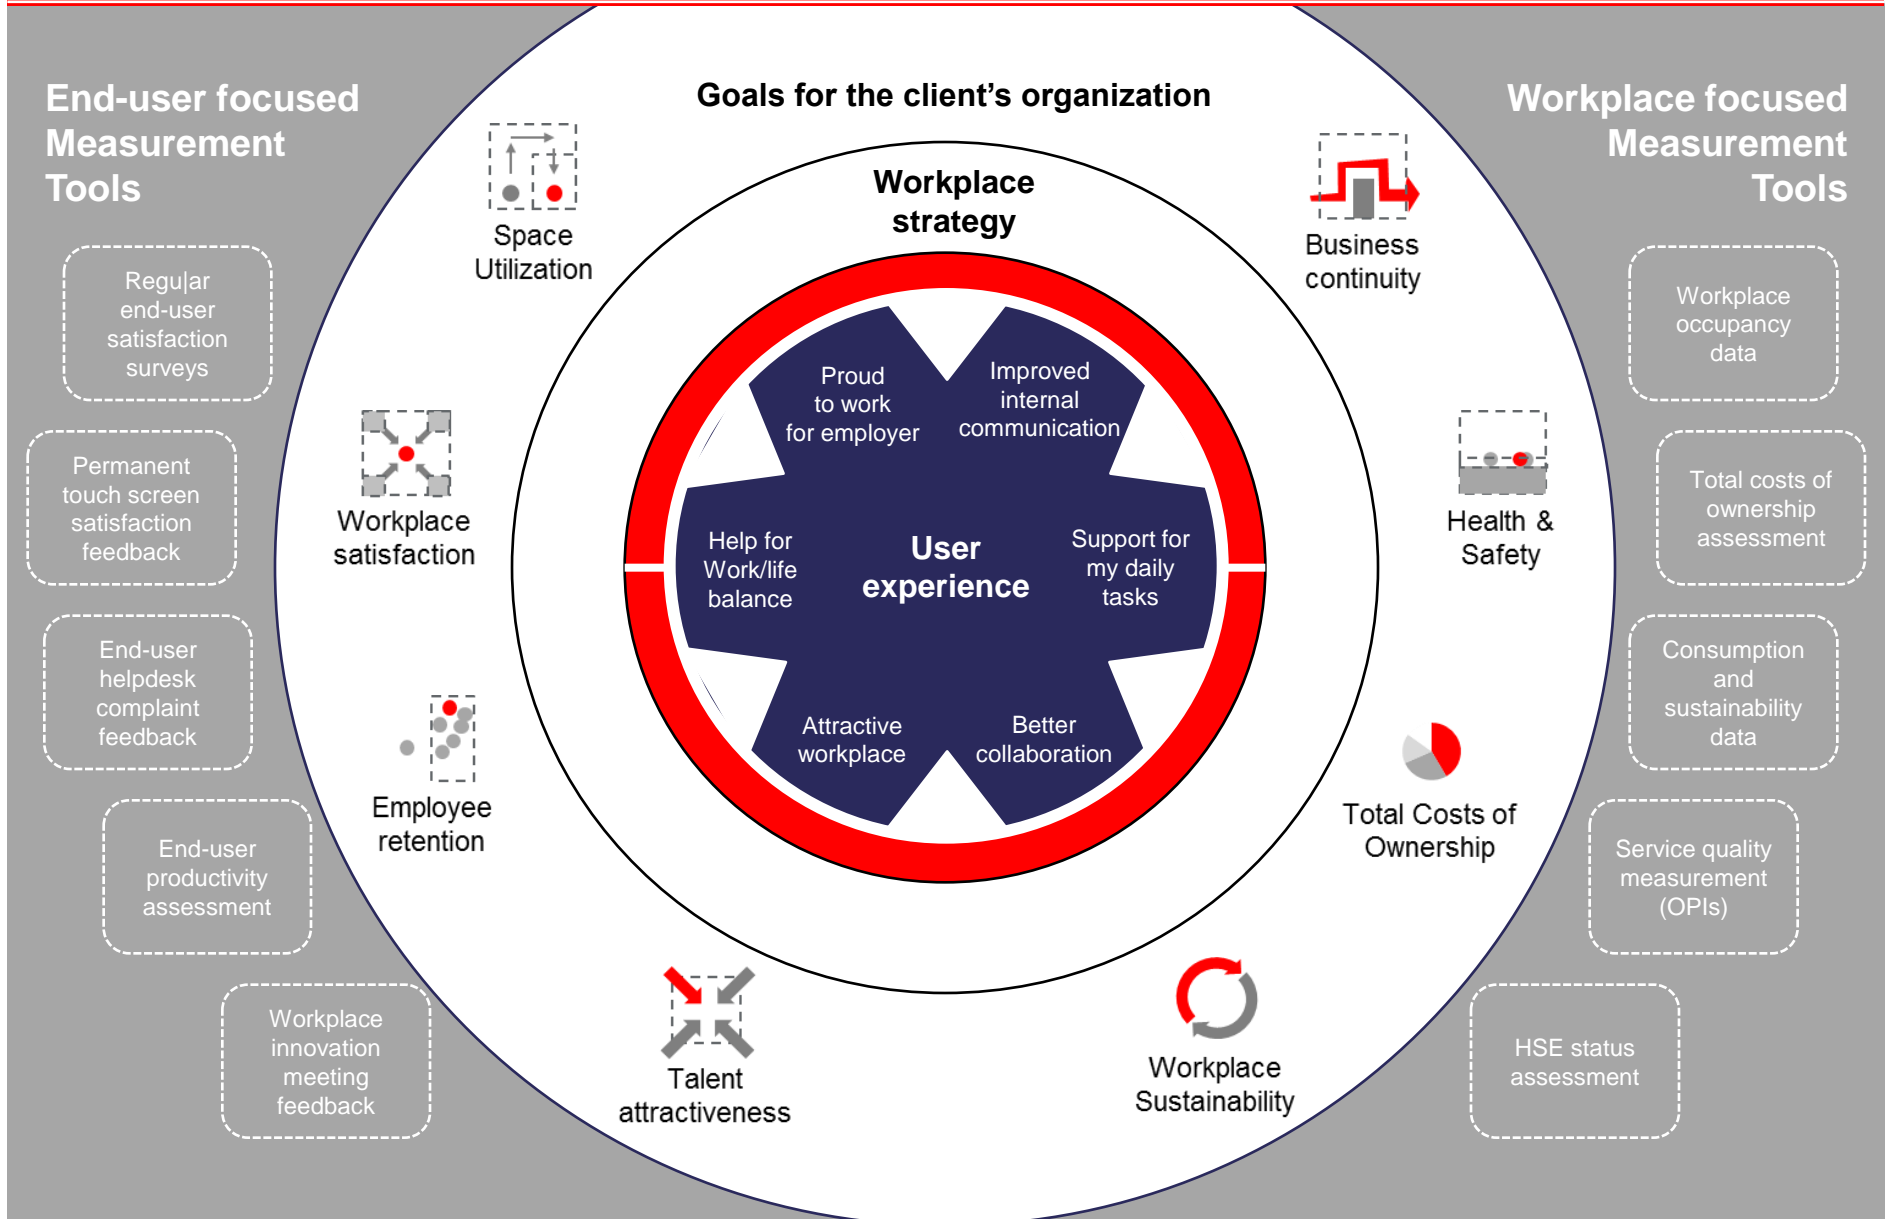 End-user focused
Measurement
Tools
Regu|ar
end-user
satisfaction
surveys
Permanent
touch screen
satisfaction
feedback
End-user
helpdesk
complaint
feedback
End-user
productivity
assessment
Workplace
innovation
meeting
feedback
Goals for the client's organization
Space
Utilization
Workplace
satisfaction
Employee
retention
Talent
attractiveness
Workplace
strategy
Proud
to work
for employer
Improved
internal
communication
Help for
Work/life
balance
User
experience
Support for
my daily
tasks
Attractive
workplace
Better
collaboration
Business
continuity
Health &
Safety
Total Costs of
Ownership
Workplace
Sustainability
Workplace focused
Measurement
Tools
Workplace
occupancy
data
Total costs of
ownership
assessment
Consumption
and
sustainability
data
Service quality
measurement
(OPIs)
HSE status
assessment